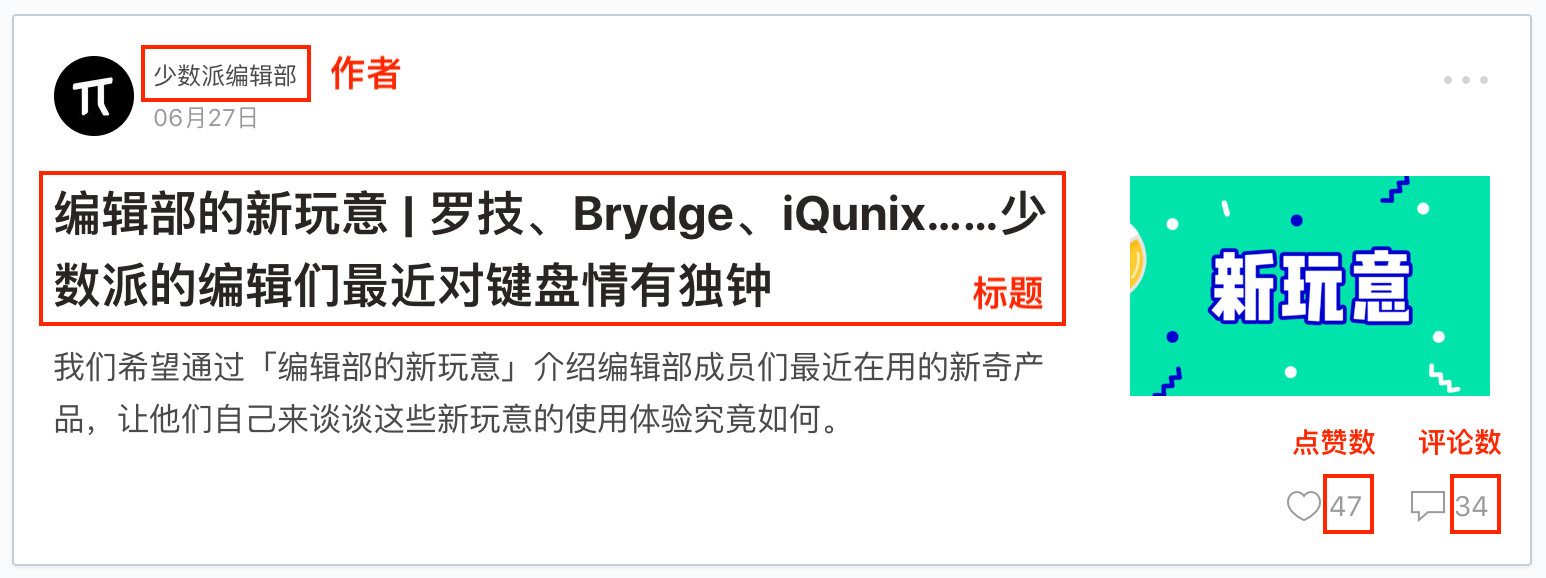 少数派编辑部 作者
06月27日
编辑部的新玩意 | 罗技、Brydge、iQunix……少
数派的编辑们最近对键盘情有独钟
标题
新玩意
我们希望通过「编辑部的新玩意」介绍编辑部成员们最近在用的新奇产
品，让他们自己来谈谈这些新玩意的使用体验究竟如何。
点赞数 评论数
47 34